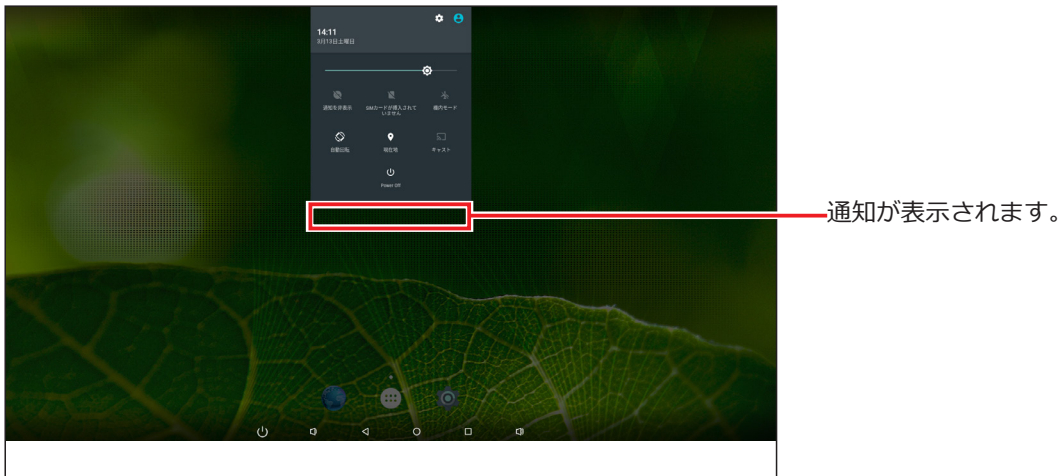 14:11
5月13日土曜日
通知を非表示
SIMカードが挿入されて
いません
機内モード
自動回転
現在地
キャスト
Power Off
通知が表示されます。